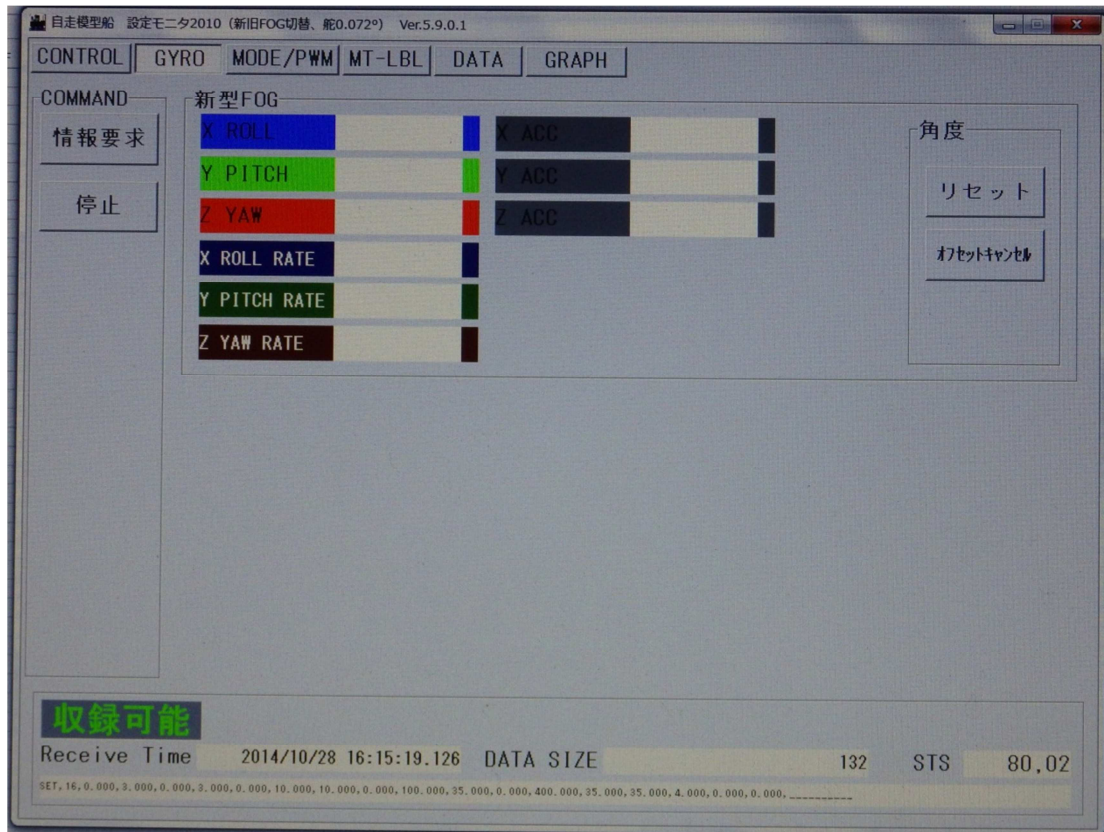 自走模型船 設定モニタ2010（新旧FOG切替、舵0.072°） Ver.5.9.0.1
CONTROL GYRO MODE/PWM MT-LBL DATA GRAPH
COMMAND
情報要求
停止
新型FOG
X ROLL
Y PITCH
Z YAW
X ROLL RATE
Y PITCH RATE
Z YAW RATE
X ACC
Y ACC
Z ACC
角度
リセット
ｵﾌｾｯﾄｷｬﾝｾﾙ
収録可能
Receive Time 2014/10/28 16:15:19.126 DATA SIZE 132 STS 80,02
SET,16,0.000,3.000,0.000,3.000,0.000,10.000,10.000,0.000,100.000,35.000,0.000,400.000,35.000,35.000,4.000,0.000,0.000,__________